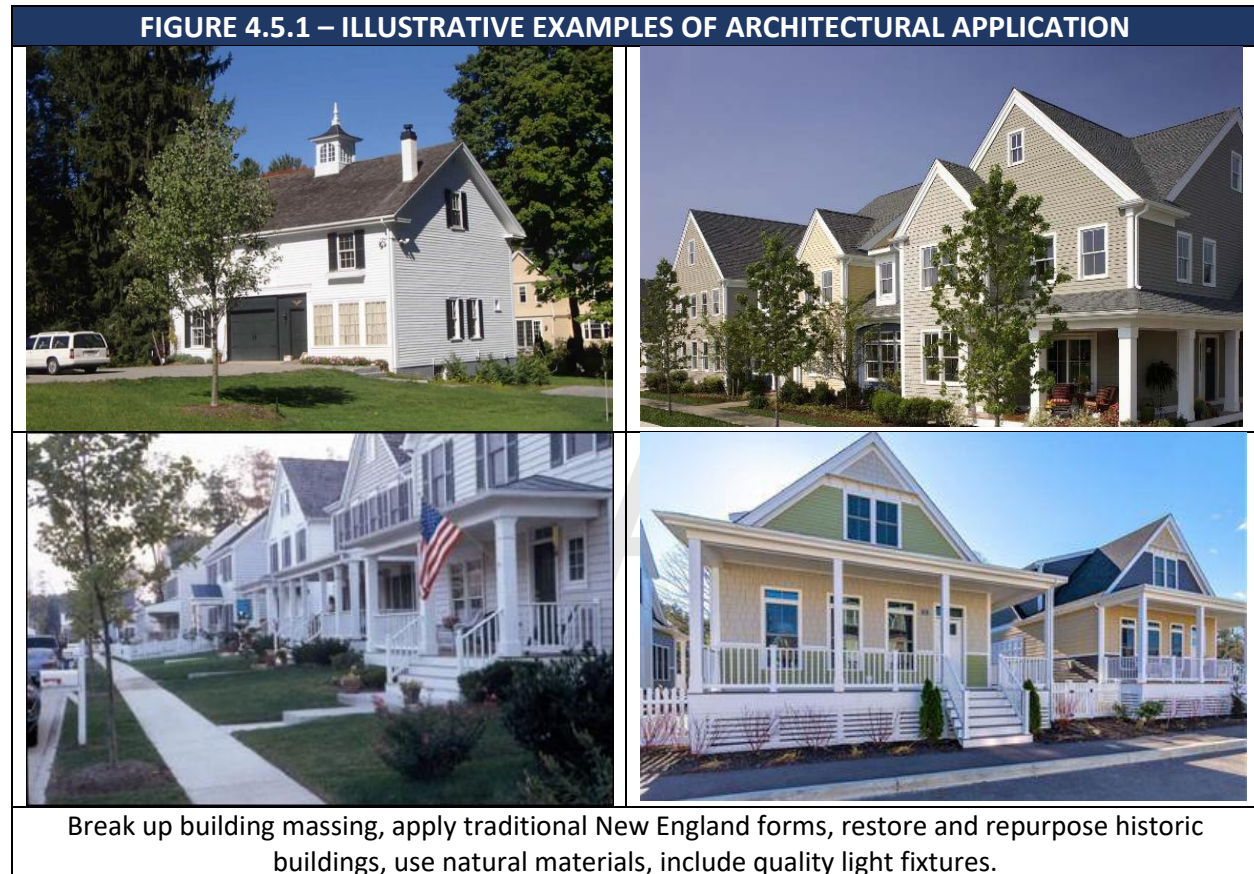 FIGURE 4.5.1 – ILLUSTRATIVE EXAMPLES OF ARCHITECTURAL APPLICATION
Break up building massing, apply traditional New England forms, restore and repurpose historic
buildings, use natural materials, include quality light fixtures.